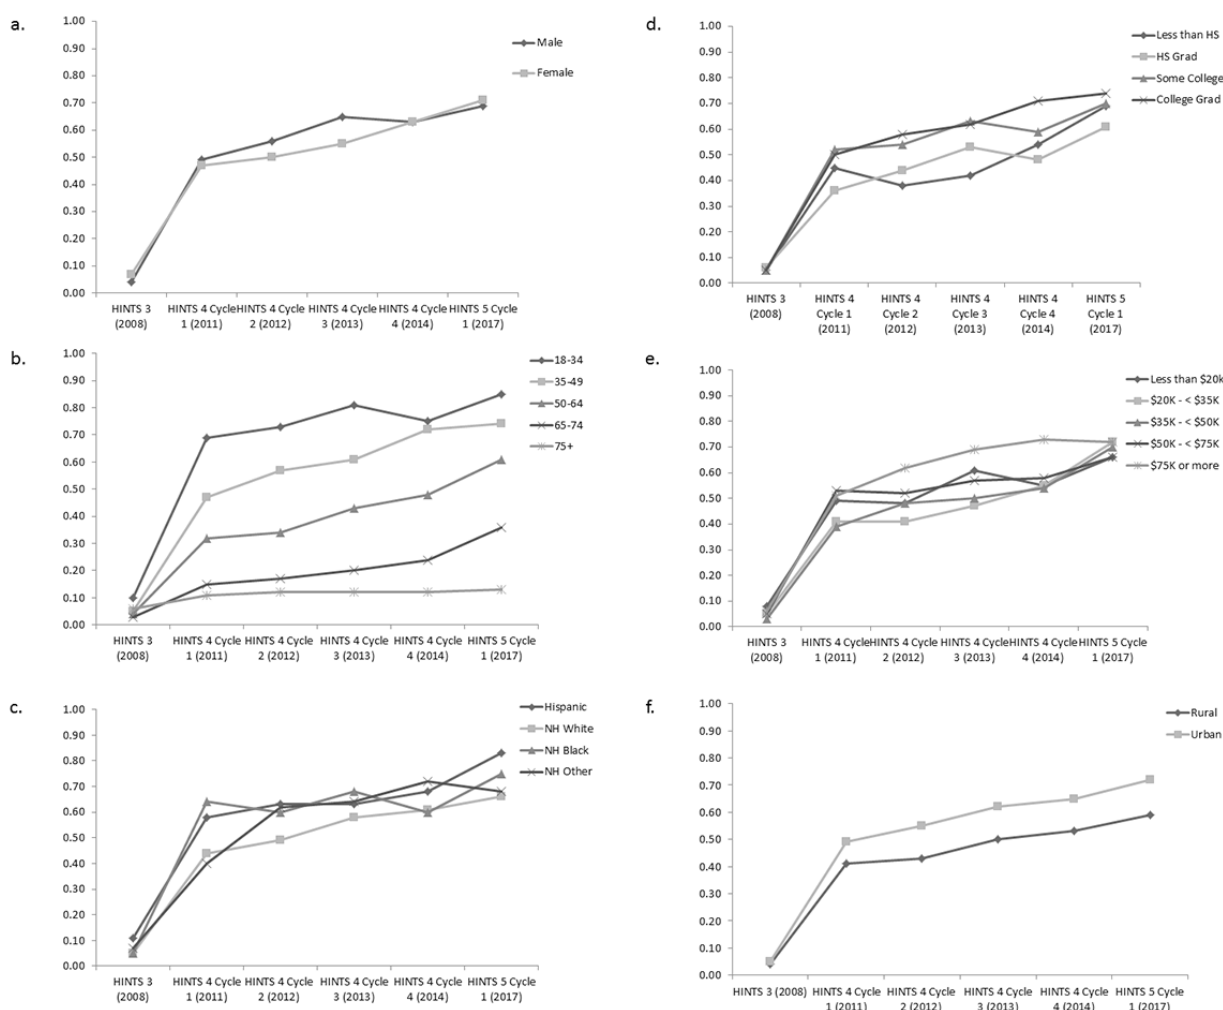 a.
1.00
0.90
0.80
0.70
0.60
0.50
0.40
0.30
0.20
0.10
0.00
HINTS 3 HINTS 4 Cycle HINTS 4 Cycle HINTS 4 Cycle HINTS 4 Cycle HINTS 5 Cycle
(2008) 1 (2011) 2 (2012) 3 (2013) 4 (2014) 1 (2017)
Male
Female
b.
1.00
0.90
0.80
0.70
0.60
0.50
0.40
0.30
0.20
0.10
0.00
HINTS 3 HINTS 4 Cycle HINTS 4 Cycle HINTS 4 Cycle HINTS 4 Cycle HINTS 5 Cycle
(2008) 1 (2011) 2 (2012) 3 (2013) 4 (2014) 1 (2017)
18-34
35-49
50-64
65-74
75+
c.
1.00
0.90
0.80
0.70
0.60
0.50
0.40
0.30
0.20
0.10
0.00
HINTS 3 HINTS 4 Cycle HINTS 4 Cycle HINTS 4 Cycle HINTS 4 Cycle HINTS 5 Cycle
(2008) 1 (2011) 2 (2012) 3 (2013) 4 (2014) 1 (2017)
Hispanic
NH White
NH Black
NH Other
d.
1.00
0.90
0.80
0.70
0.60
0.50
0.40
0.30
0.20
0.10
0.00
HINTS 3 HINTS 4 HINTS 4 HINTS 4 HINTS 4 HINTS 5
(2008) Cycle 1 Cycle 2 Cycle 3 Cycle 4 Cycle 1
(2011) (2012) (2013) (2014) (2017)
Less than HS
HS Grad
Some College
College Grad
e.
1.00
0.90
0.80
0.70
0.60
0.50
0.40
0.30
0.20
0.10
0.00
HINTS 3 HINTS 4 Cycle HINTS 4 Cycle HINTS 4 Cycle HINTS 4 Cycle HINTS 5 Cycle
(2008) 1 (2011) 2 (2012) 3 (2013) 4 (2014) 1 (2017)
Less than $20k
$20K - < $35K
$35K - < $50K
$50K - < $75K
$75K or more
f.
1.00
0.90
0.80
0.70
0.60
0.50
0.40
0.30
0.20
0.10
0.00
HINTS 3 (2008) HINTS 4 Cycle HINTS 4 Cycle HINTS 4 Cycle HINTS 4 Cycle HINTS 5 Cycle
1 (2011) 2 (2012) 3 (2013) 4 (2014) 1 (2017)
Rural
Urban